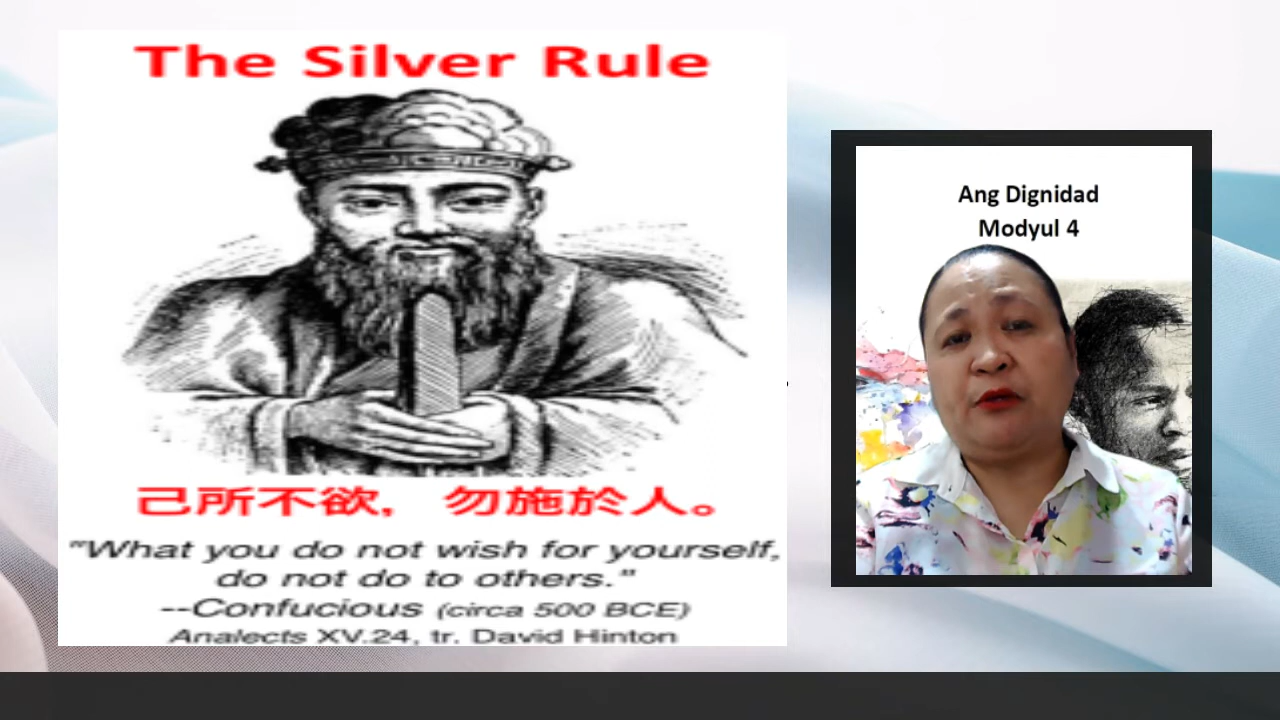 The Silver Rule
己所不欲，勿施於人。
"What you do not wish for yourself,
do not do to others."
--Confucious (circa 500 BCE)
Analects XV.24, tr. David Hinton
Ang Dignidad
Modyul 4